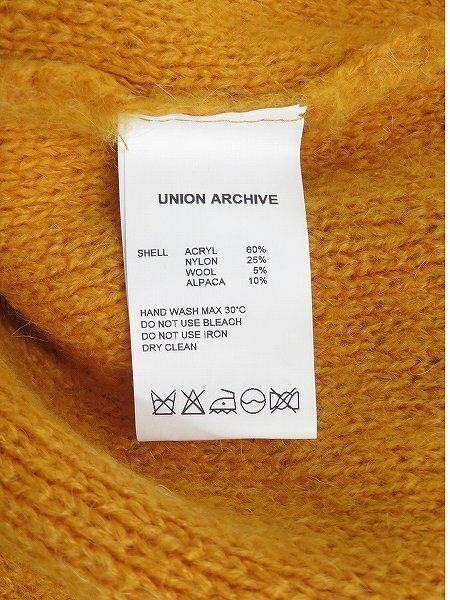 UNION ARCHIVE
SHELL ACRYL 60%
NYLON 25%
WOOL 5%
ALPACA 10%
HAND WASH MAX 30°C
DO NOT USE BLEACH
DO NOT USE IRON
DRY CLEAN